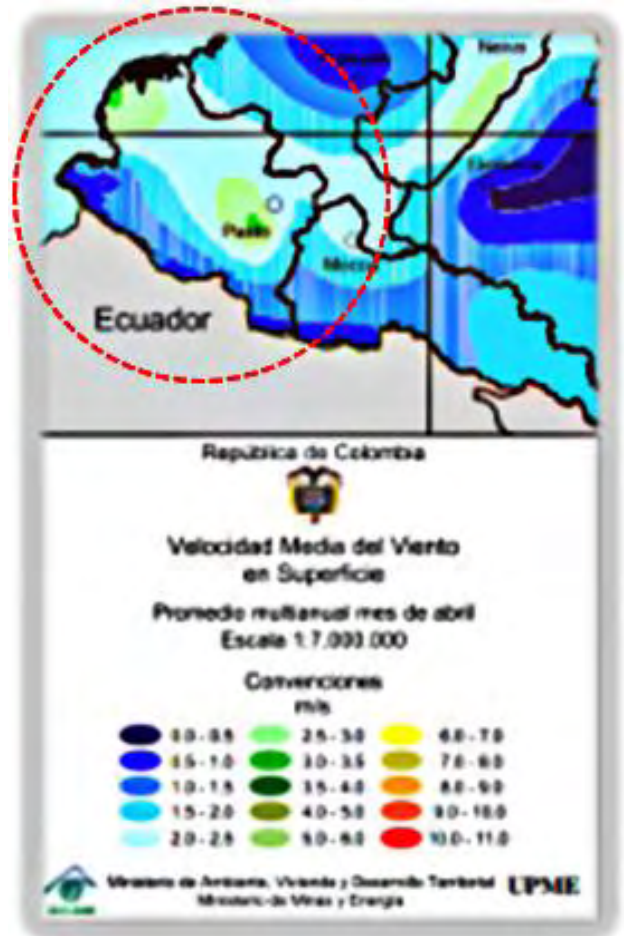 Neiva
Pasto
Mocoa
Ecuador
República de Colombia
Velocidad Media del Viento
en Superficie
Promedio multianual mes de abril
Escala 1:7.000.000
Convenciones
m/s
0.0 - 0.5 2.5 - 3.0 6.0 - 7.0
0.5 - 1.0 3.0 - 3.5 7.0 - 8.0
1.0 - 1.5 3.5 - 4.0 8.0 - 9.0
1.5 - 2.0 4.0 - 5.0 9.0 - 10.0
2.0 - 2.5 5.0 - 6.0 10.0 - 11.0
Ministerio de Ambiente, Vivienda y Desarrollo Territorial UPME
Ministerio de Minas y Energía